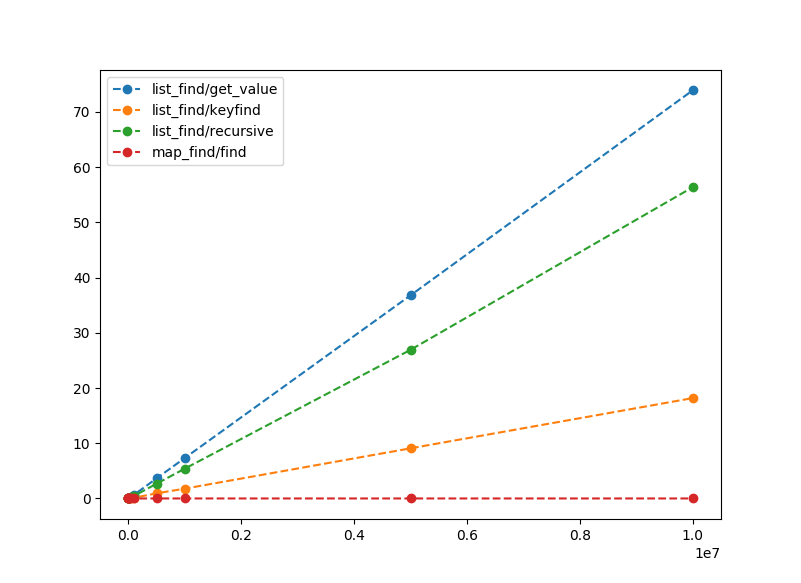 list_find/get_value
list_find/keyfind
list_find/recursive
map_find/find
70
60
50
40
30
20
10
0
0.0 0.2 0.4 0.6 0.8 1.0
1e7